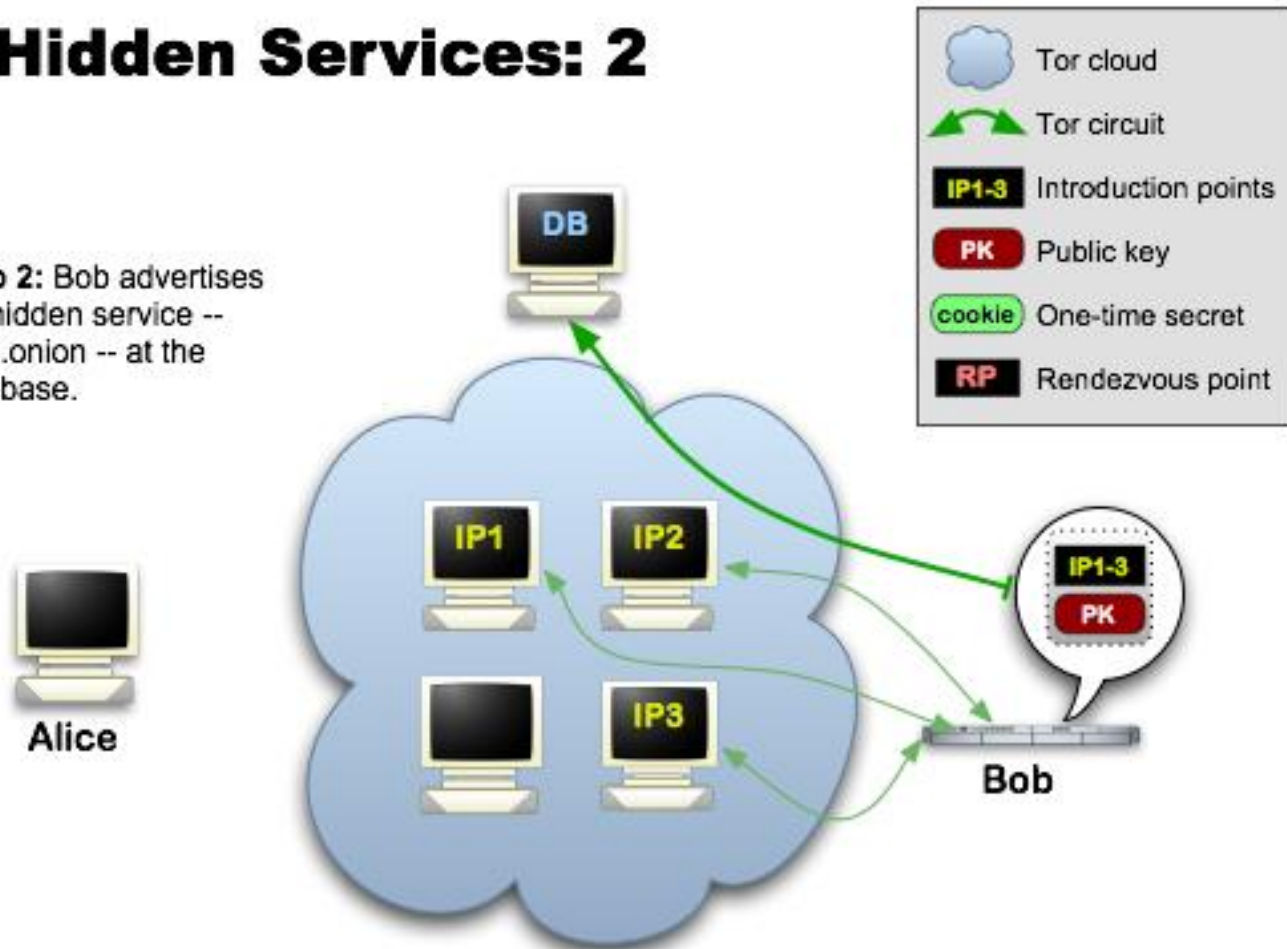 Hidden Services: 2
Tor cloud
Tor circuit
IP1-3 Introduction points
PK Public key
cookie One-time secret
RP Rendezvous point
DB
2: Bob advertises
hidden service --
.onion -- at the
base.
IP1
IP2
IP1-3
PK
IP3
Alice
Bob